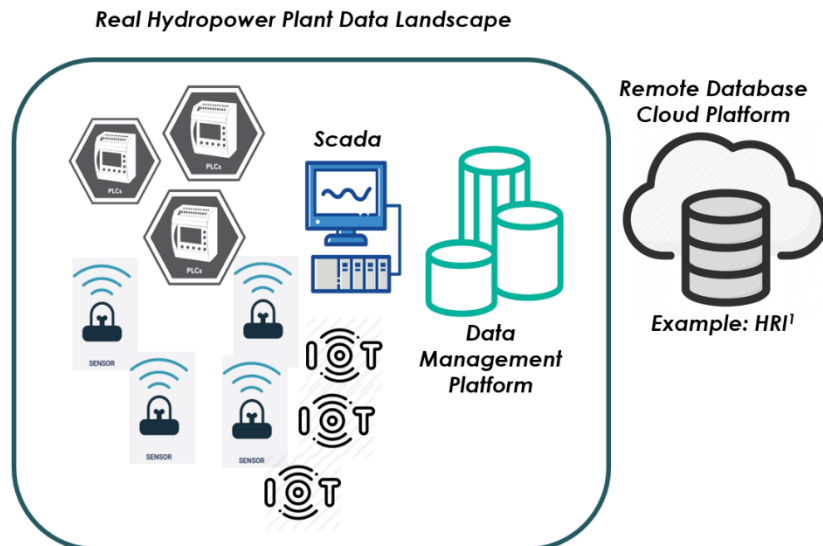 Real Hydropower Plant Data Landscape
Remote Database
Cloud Platform
Scada
PLCs
PLCs
PLCs
SENSOR
SENSOR
SENSOR
IOT
IOT
IOT
Data
Management
Platform
Example: HRI¹